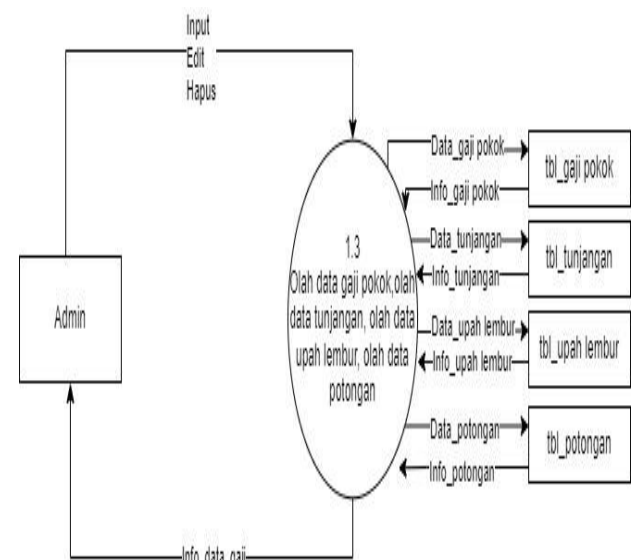 Input
Edit
Hapus
Data_gaji pokok
tbl_gaji pokok
Info_gaji pokok
Data_tunjangan
tbl_tunjangan
Info_tunjangan
1.3
Olah data gaji pokok,olah
data tunjangan, olah data
upah lembur, olah data
potongan
Admin
Data_upah lembur
tbl_upah lembur
Info_upah lembur
Data_potongan
tbl_potongan
Info_potongan
Info_data_gaji